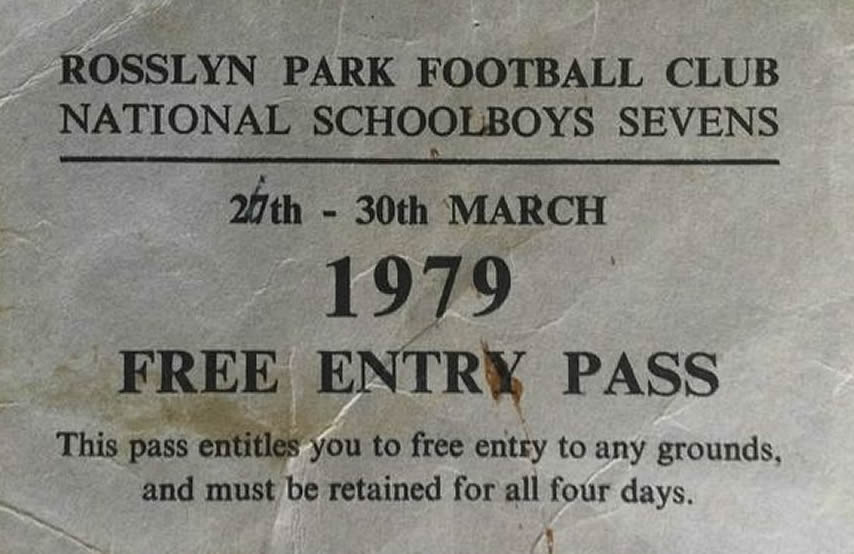 ROSSLYN PARK FOOTBALL CLUB
NATIONAL SCHOOLBOYS SEVENS
27th - 30th MARCH
1979
FREE ENTRY PASS
This pass entitles you to free entry to any grounds,
and must be retained for all four days.